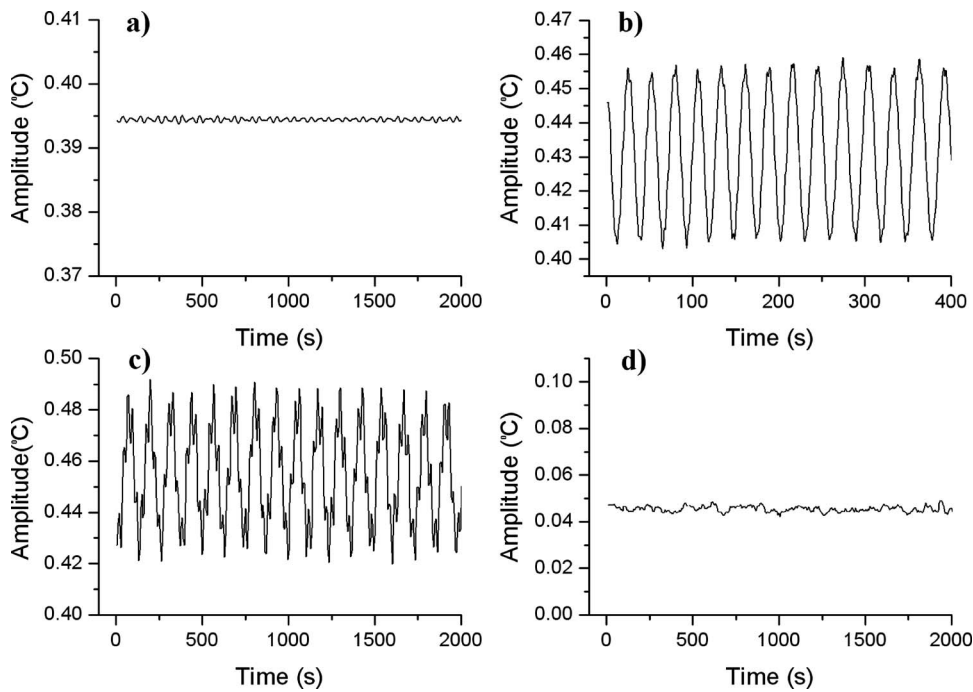 a)
Amplitude (°C)
0.41
0.40
0.39
0.38
0.37
0 500 1000 1500 2000
Time (s)
b)
Amplitude (°C)
0.47
0.46
0.45
0.44
0.43
0.42
0.41
0.40
0 100 200 300 400
Time (s)
c)
Amplitude(°C)
0.50
0.48
0.46
0.44
0.42
0.40
0 500 1000 1500 2000
Time (s)
d)
Amplitude (°C)
0.10
0.08
0.06
0.04
0.02
0.00
0 500 1000 1500 2000
Time (s)